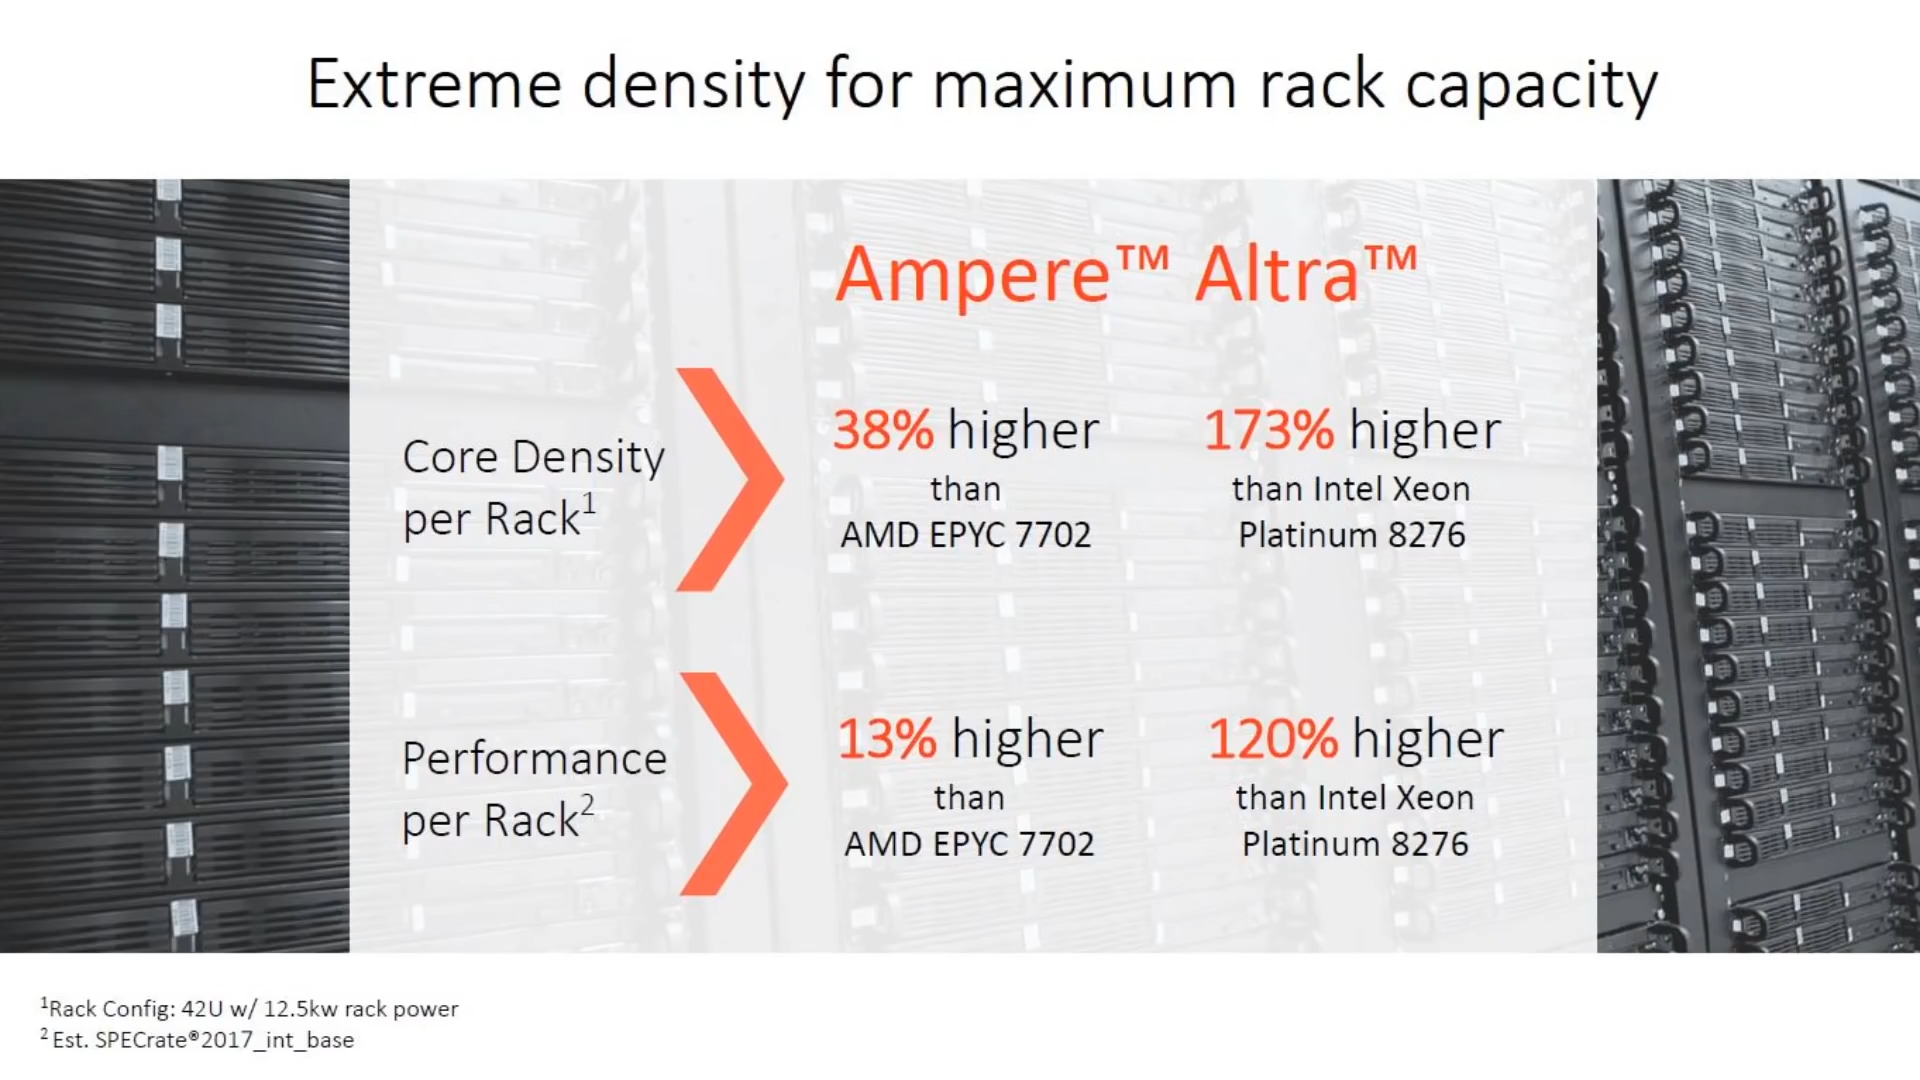 Extreme density for maximum rack capacity
Ampere™ Altra™
Core Density
per Rack¹
38% higher
than
AMD EPYC 7702
173% higher
than Intel Xeon
Platinum 8276
Performance
per Rack²
13% higher
than
AMD EPYC 7702
120% higher
than Intel Xeon
Platinum 8276
¹Rack Config: 42U w/ 12.5kw rack power
² Est. SPECrate®2017_int_base